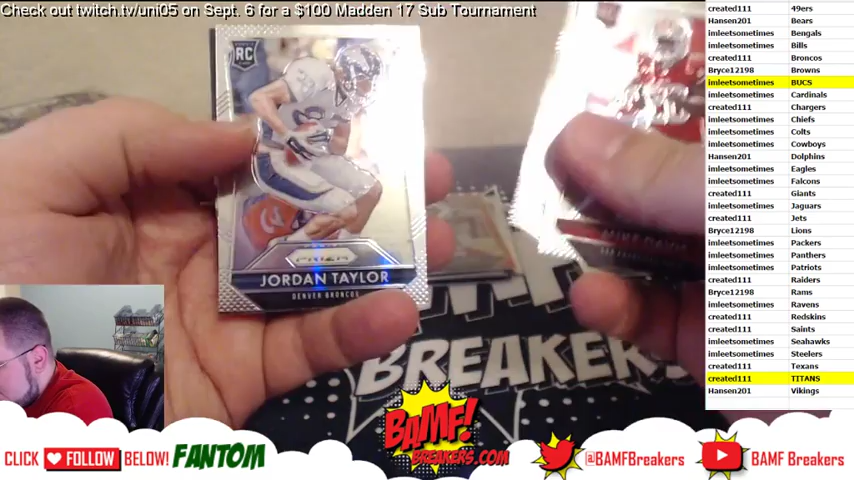 Check out twitch.tv/uni05 on Sept. 6 for a $100 Madden 17 Sub Tournament
RC
PRIZM
JORDAN TAYLOR
DENVER BRONCOS
MIKE DAVIS
BREAKERS
created111 49ers
Hansen201 Bears
imleetsometimes Bengals
imleetsometimes Bills
created111 Broncos
Bryce12198 Browns
imleetsometimes BUCS
imleetsometimes Cardinals
created111 Chargers
imleetsometimes Chiefs
imleetsometimes Colts
imleetsometimes Cowboys
Hansen201 Dolphins
imleetsometimes Eagles
imleetsometimes Falcons
created111 Giants
imleetsometimes Jaguars
created111 Jets
Bryce12198 Lions
imleetsometimes Packers
imleetsometimes Panthers
imleetsometimes Patriots
created111 Raiders
Bryce12198 Rams
imleetsometimes Ravens
created111 Redskins
created111 Saints
imleetsometimes Seahawks
imleetsometimes Steelers
created111 Texans
created111 TITANS
Hansen201 Vikings
CLICK FOLLOW BELOW! FANTOM
BAMF!
BREAKERS.COM
@BAMFBreakers
BAMF Breakers